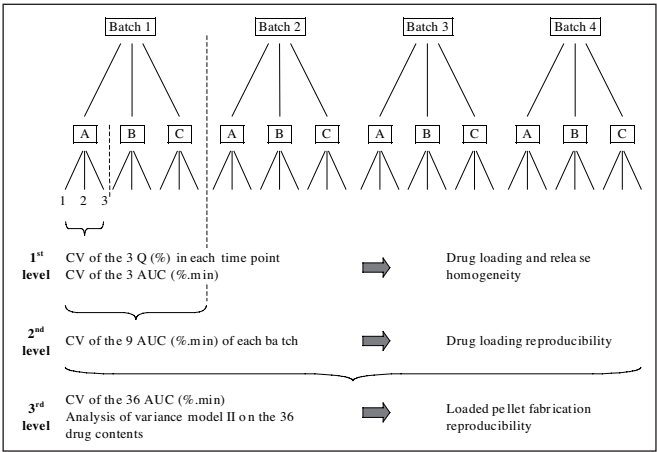 Batch 1 Batch 2 Batch 3 Batch 4
A B C A B C A B C A B C
1 2 3
1st level
CV of the 3 Q (%) in each time point
CV of the 3 AUC (%.min)
Drug loading and release
homogeneity
2nd level
CV of the 9 AUC (%.min) of each batch
Drug loading reproducibility
3rd level
CV of the 36 AUC (%.min)
Analysis of variance model II on the 36
drug contents
Loaded pellet fabrication
reproducibility